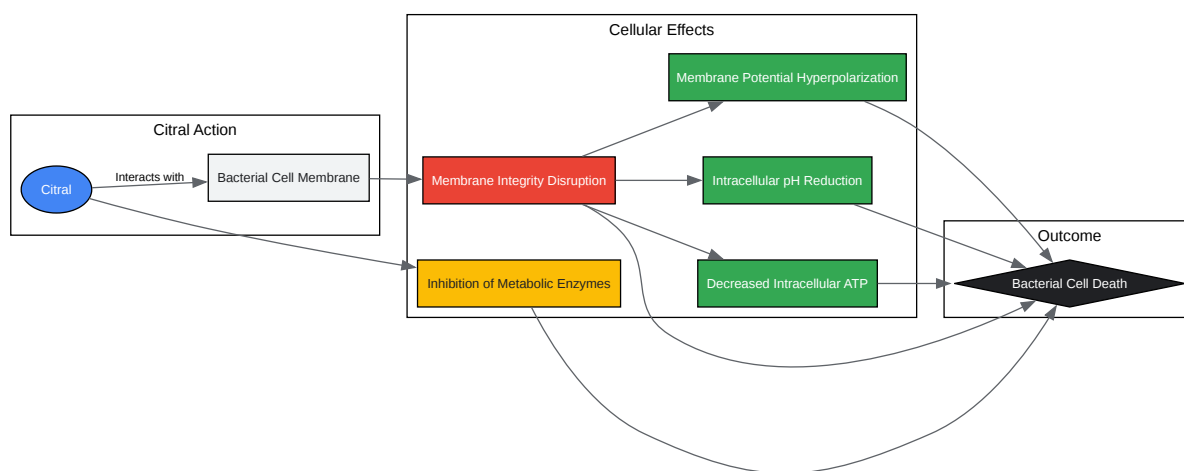 Citral Action
Citral
Interacts with
Bacterial Cell Membrane
Cellular Effects
Membrane Potential Hyperpolarization
Membrane Integrity Disruption
Intracellular pH Reduction
Inhibition of Metabolic Enzymes
Decreased Intracellular ATP
Outcome
Bacterial Cell Death